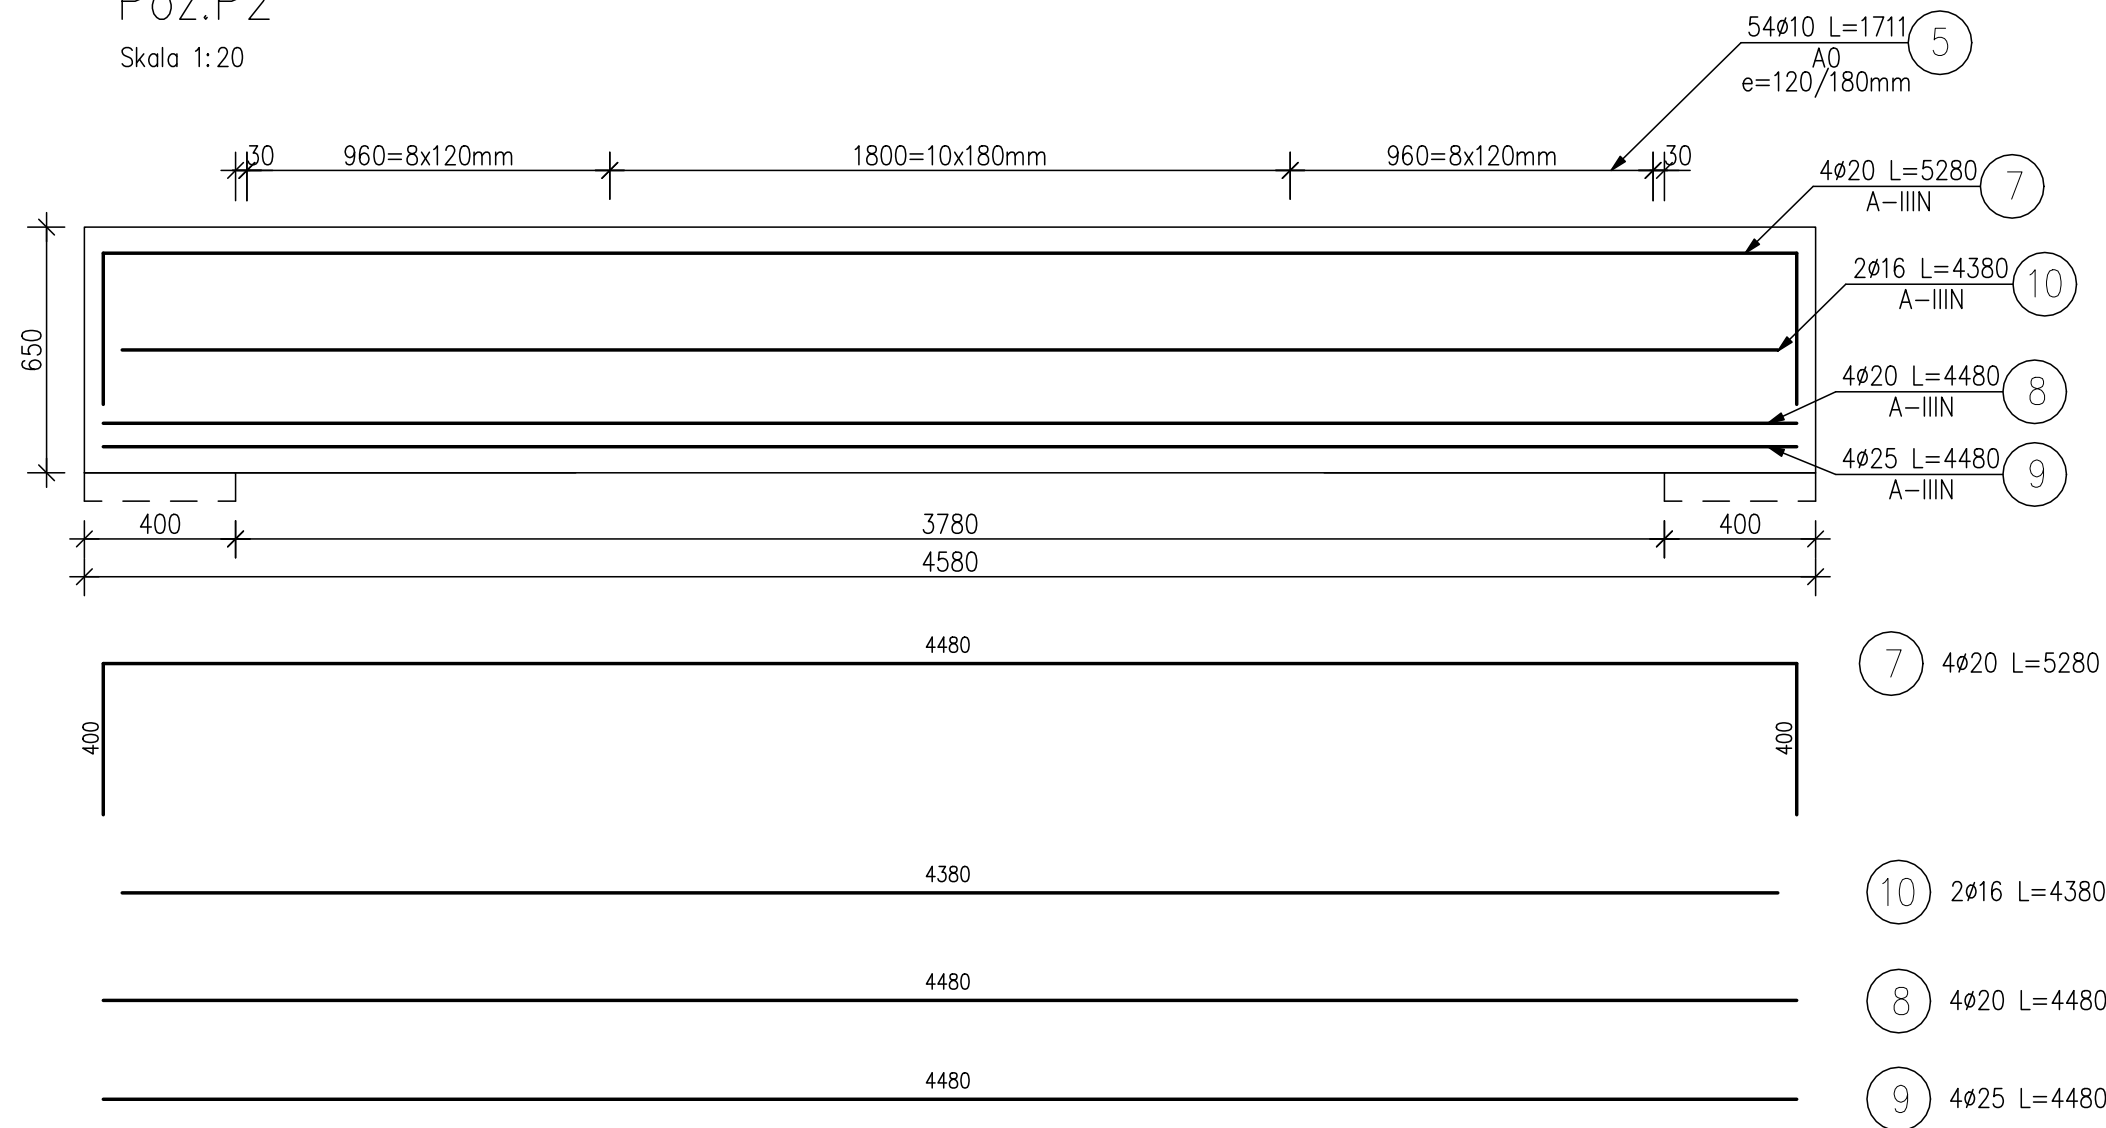 Poz.P2
Skala 1:20
54ø10 L=1711
5
A0
e=120/180mm
30
960=8x120mm
1800=10x180mm
960=8x120mm
30
4ø20 L=5280
7
A-IIIN
2ø16 L=4380
10
A-IIIN
650
4ø20 L=4480
8
A-IIIN
4ø25 L=4480
9
A-IIIN
400
3780
400
4580
4480
7
4ø20 L=5280
400
400
4380
10
2ø16 L=4380
4480
8
4ø20 L=4480
4480
9
4ø25 L=4480